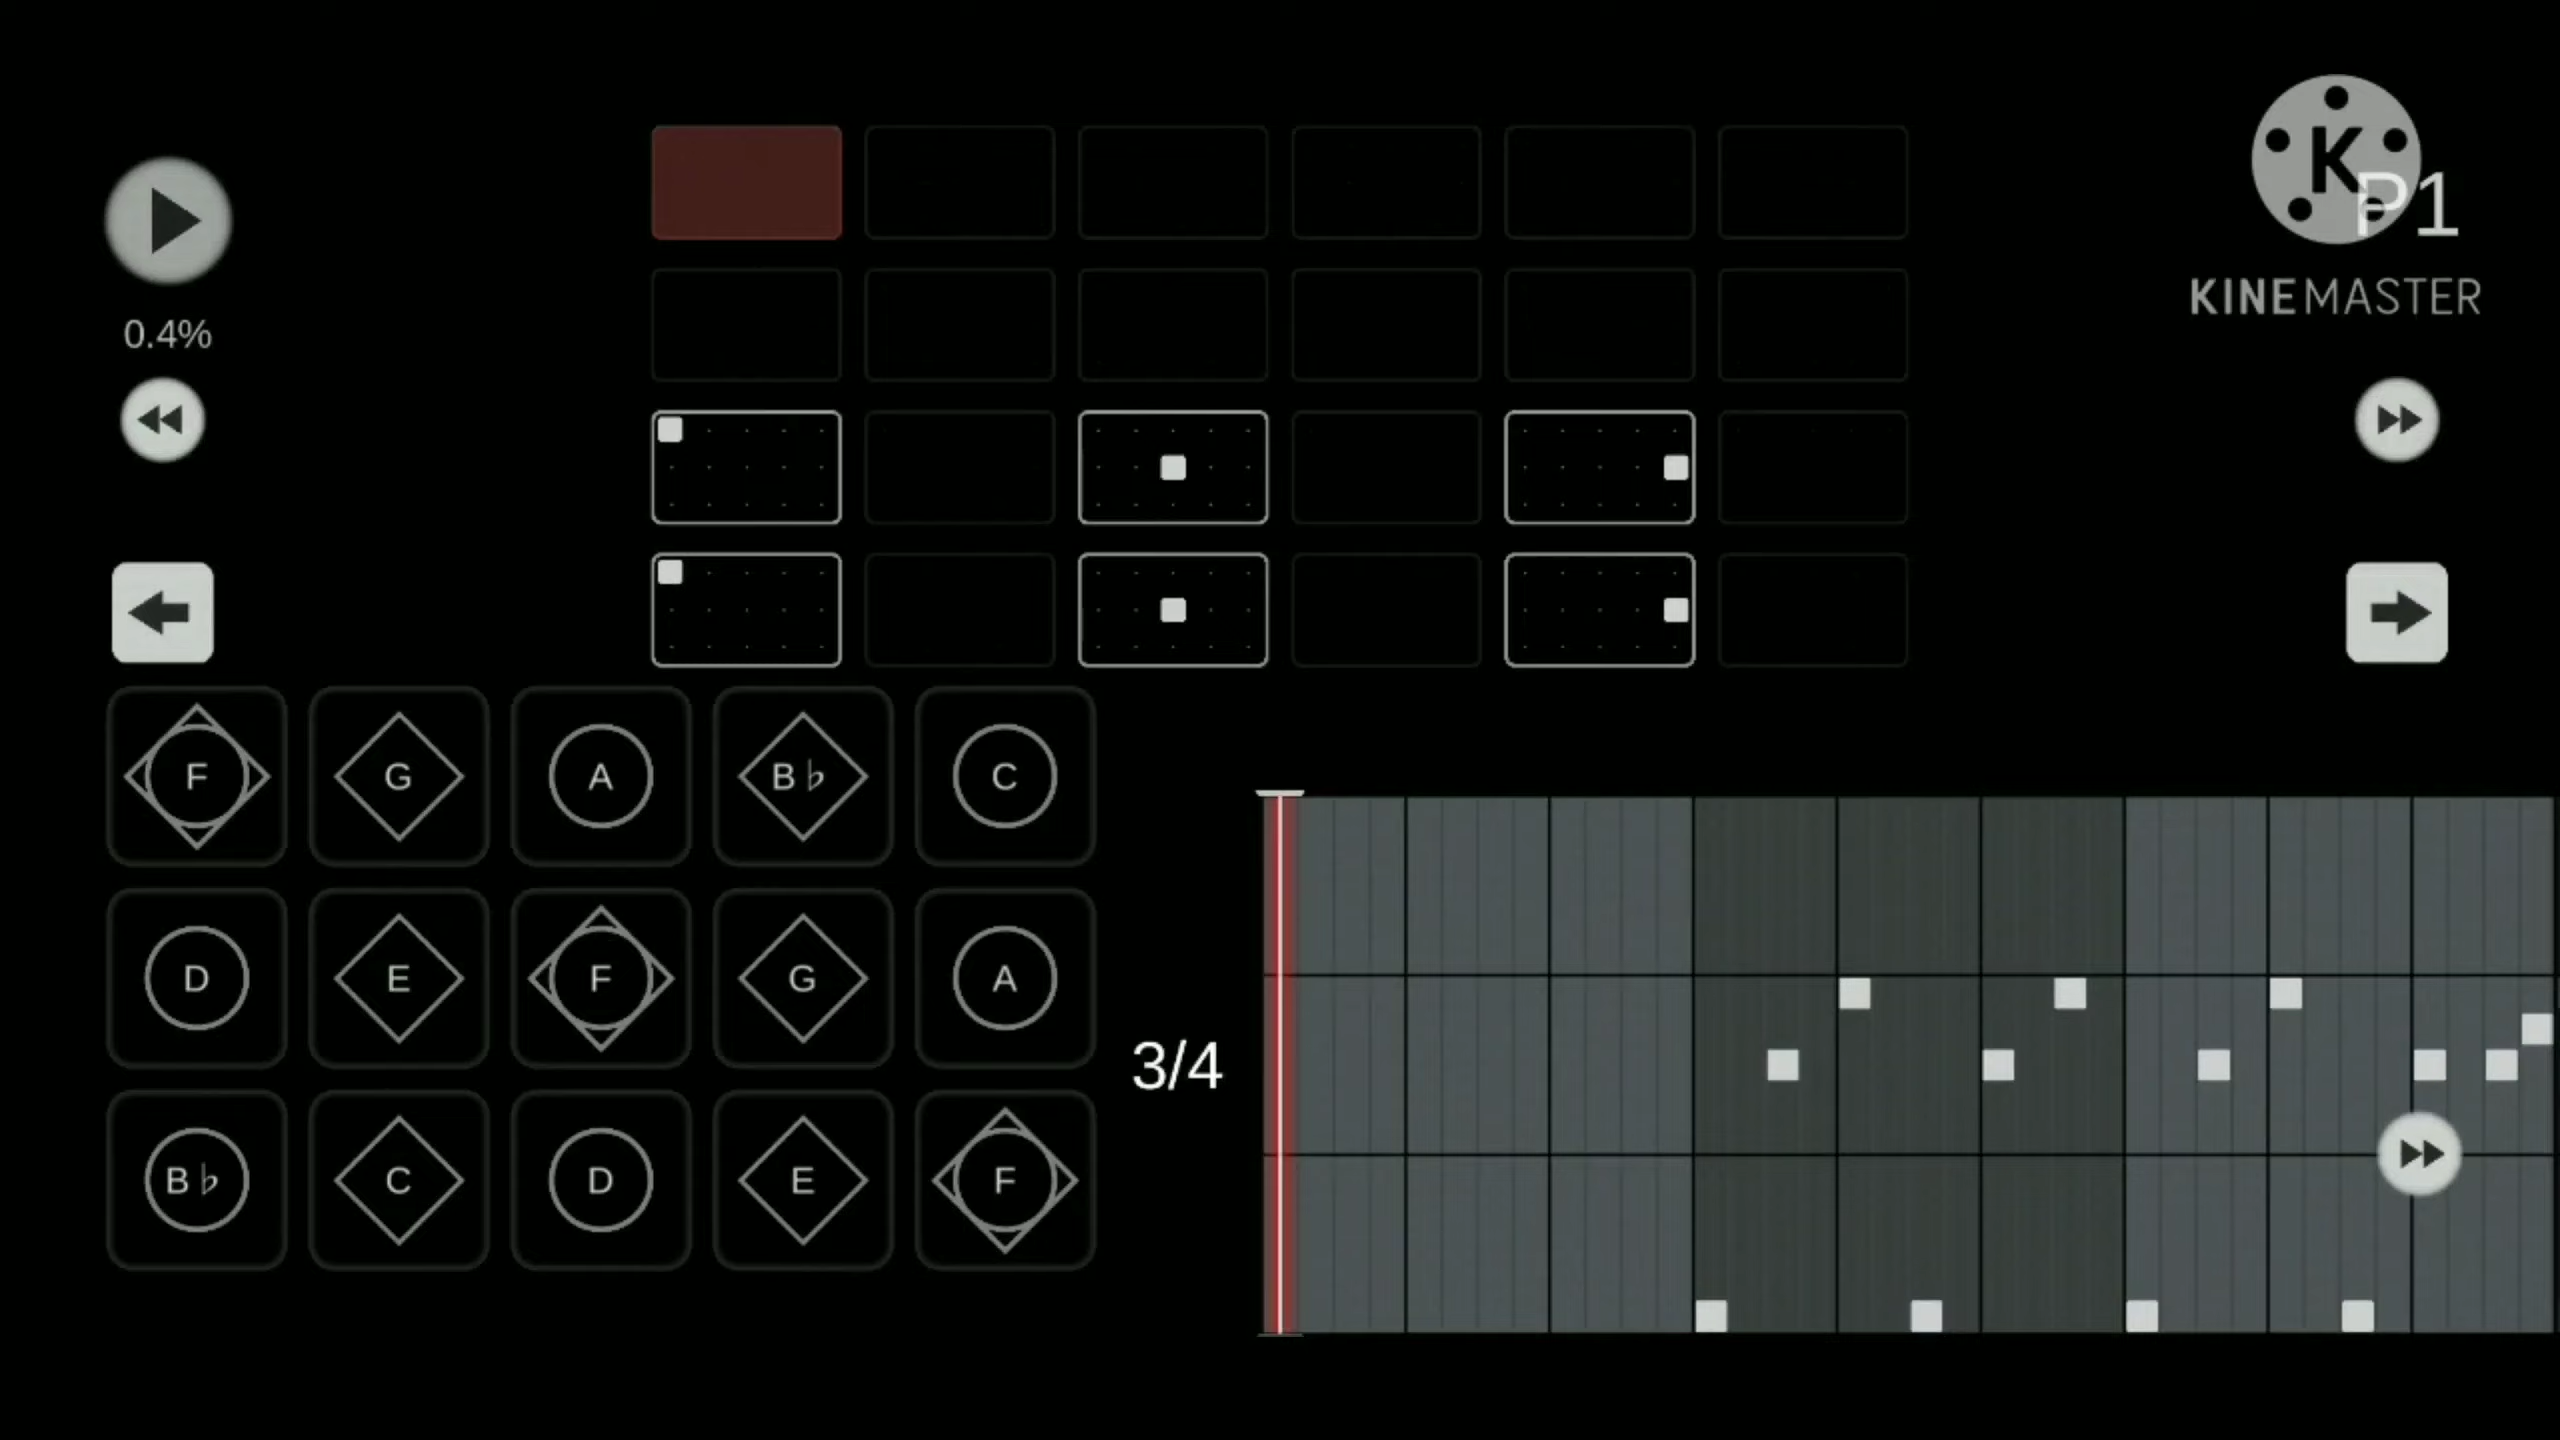 K
P1
0.4%
KINEMASTER
F G A B♭ C
D E F G A
3/4
B♭ C D E F